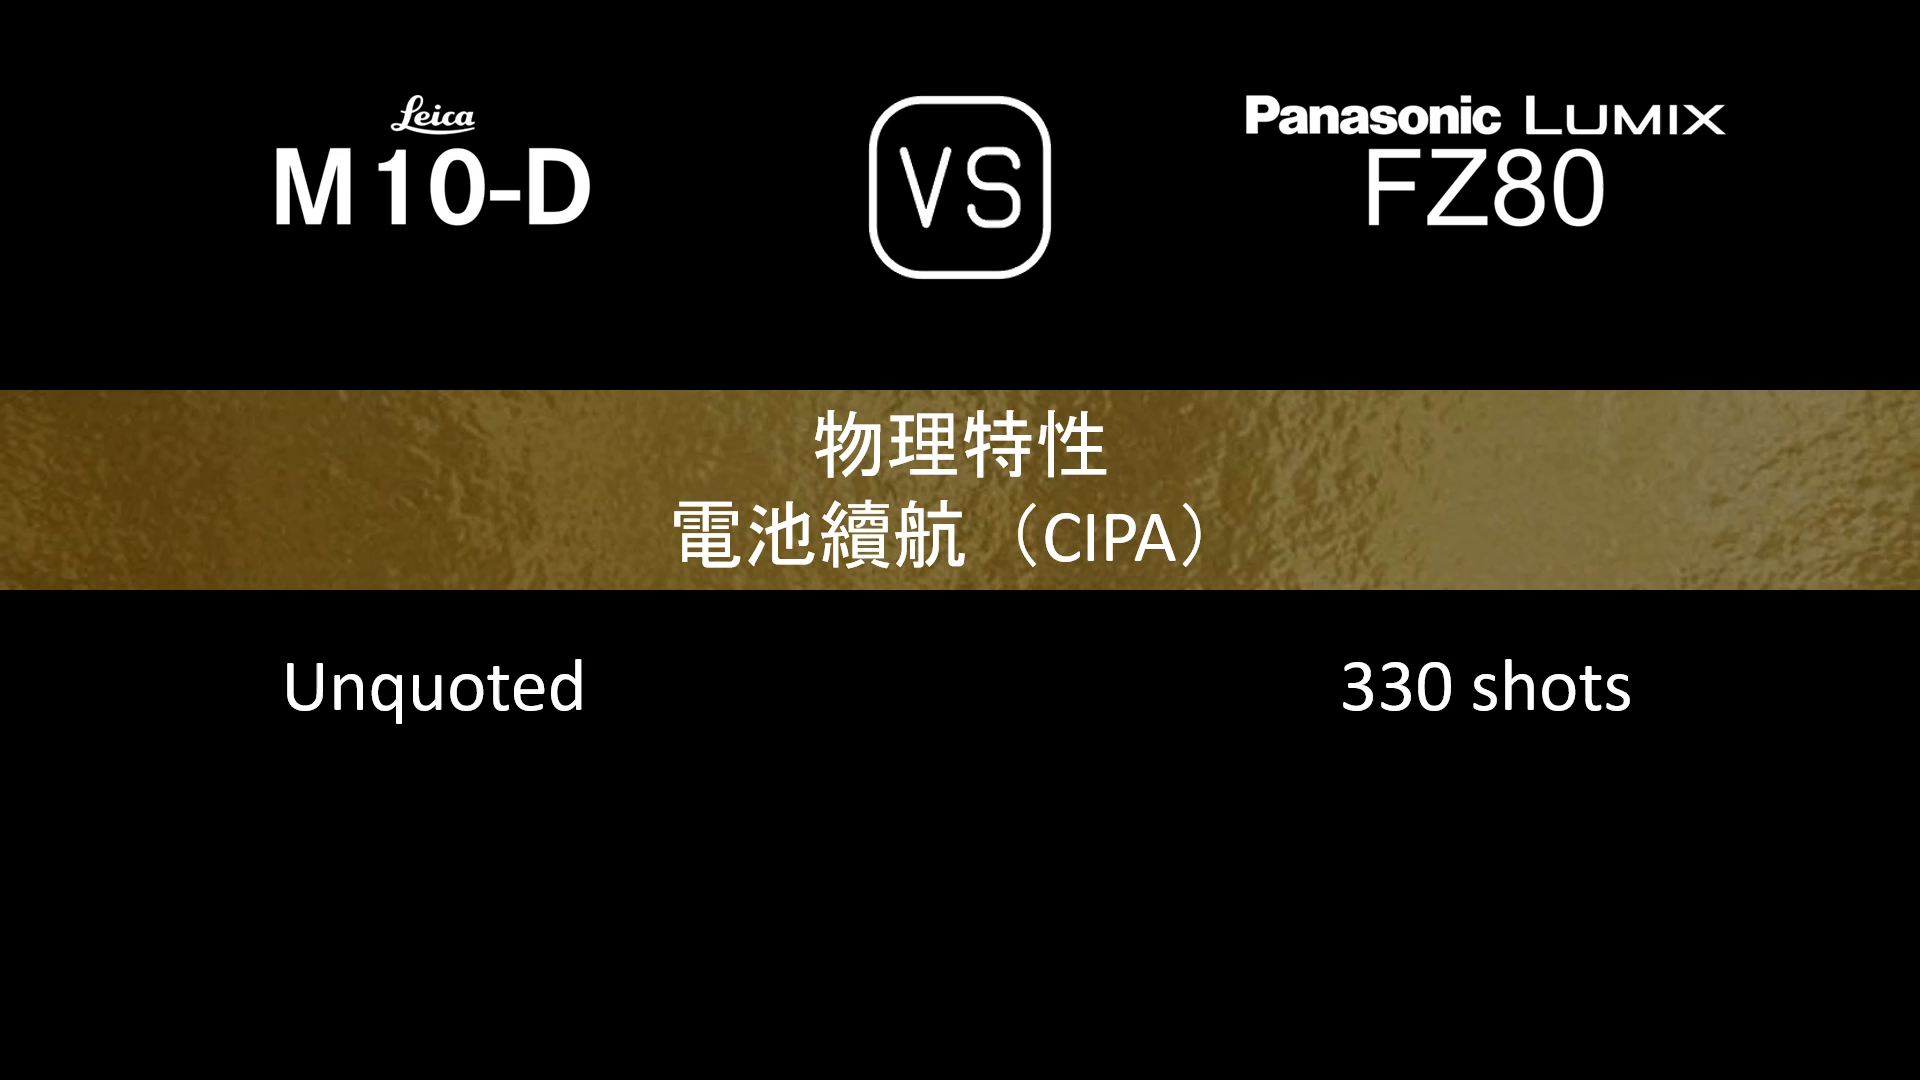 Leica
M10-D
VS
Panasonic LUMIX
FZ80
物理特性
電池續航（CIPA）
Unquoted
330 shots